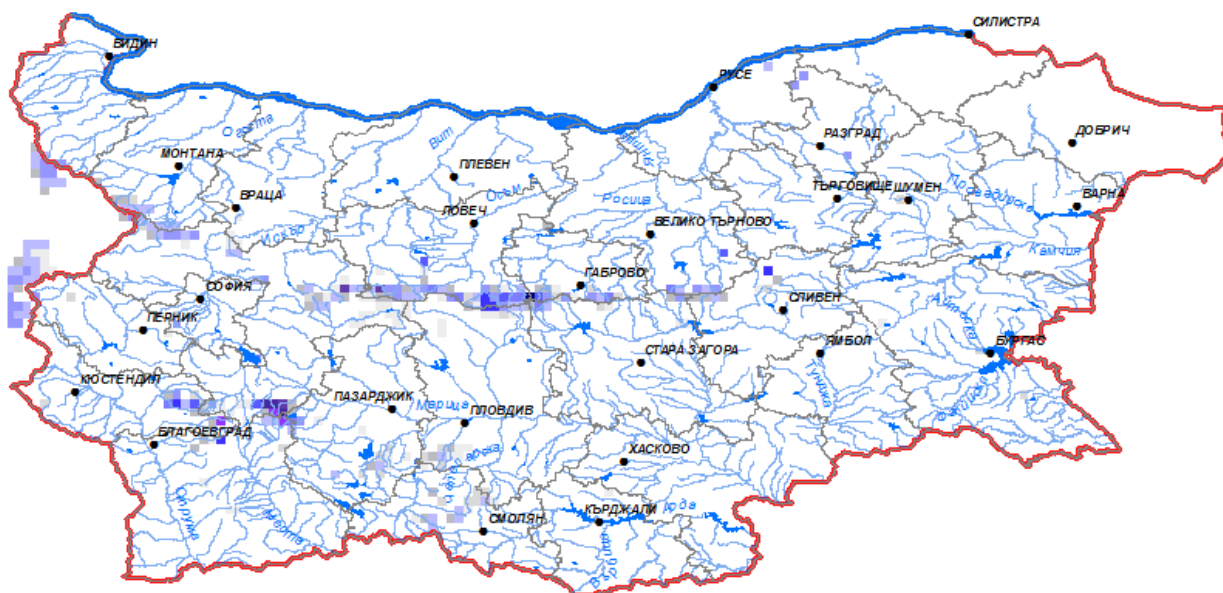 СИЛИСТРА
ВИДИН
РУСЕ
Огоста
Вит
РАЗГРАД
ДОБРИЧ
МОНТАНА
ПЛЕВЕН
ВРАЦА
Осъм
Росица
ТЪРГОВИЩЕ
ШУМЕН
Провадийска
ВАРНА
ЛОВЕЧ
ВЕЛИКО ТЪРНОВО
Искър
Камчия
СОФИЯ
ГАБРОВО
СЛИВЕН
Айтоска
ПЕРНИК
СТАРА ЗАГОРА
ЯМБОЛ
БУРГАС
КЮСТЕНДИЛ
ПАЗАРДЖИК
Марица
ПЛОВДИВ
Тунджа
БЛАГОЕВГРАД
ХАСКОВО
Струма
Места
СМОЛЯН
КЪРДЖАЛИ